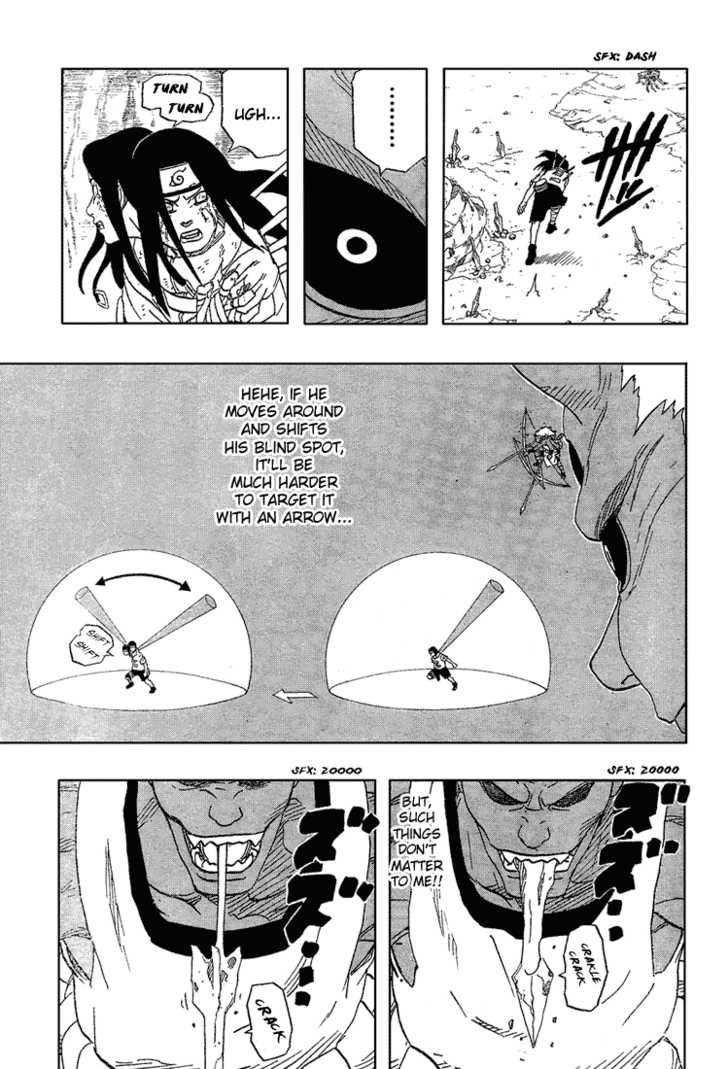 SFX: DASH
.........
UGH...
TURN
TURN
HEHE, IF HE
MOVES AROUND
AND SHIFTS
HIS BLIND SPOT,
IT'LL BE
MUCH HARDER
TO TARGET IT
WITH AN ARROW...
SHIFT
SHIFT
SFX: ZOOOO
BUT,
SUCH
THINGS
DON'T
MATTER
TO ME!!
CRAKLE
CRACK
SFX: ZOOOO
CRACK